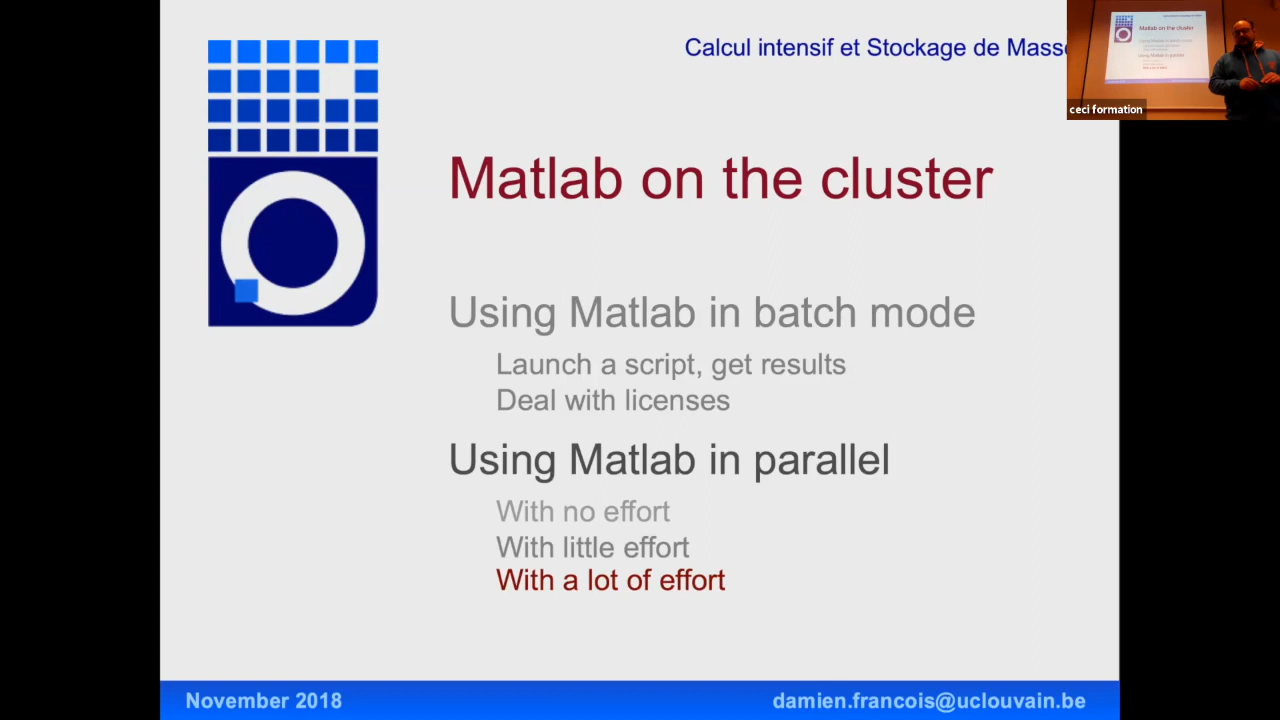 Calcul intensif et Stockage de Masse
ceci formation
Matlab on the cluster
Using Matlab in batch mode
Launch a script, get results
Deal with licenses
Using Matlab in parallel
With no effort
With little effort
With a lot of effort
November 2018
damien.francois@uclouvain.be